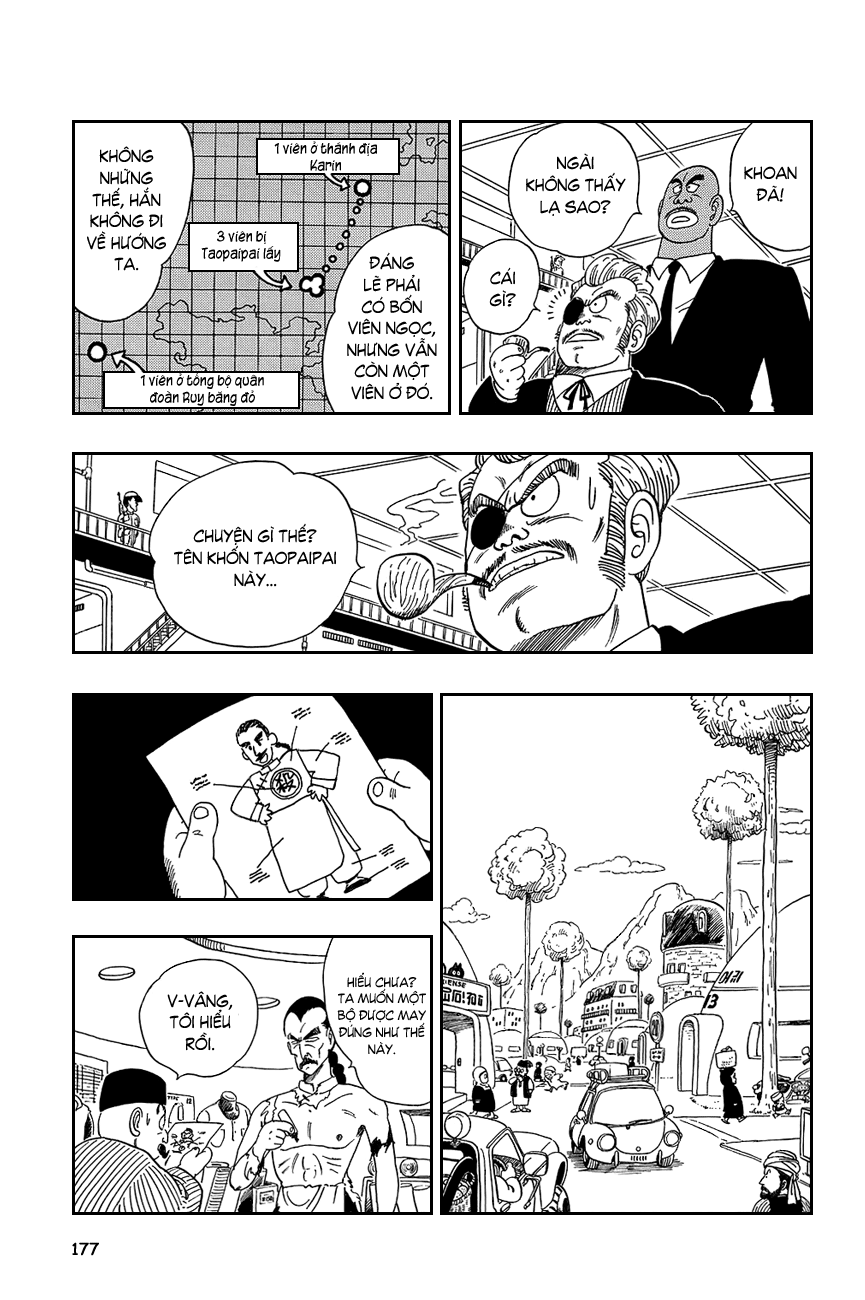 KHOAN
ĐÃ!
NGÀI
KHÔNG THẤY
LẠ SAO?
CÁI
GÌ?
1 viên ở thánh địa
Karin
3 viên bị
Taopaipai lấy
1 viên ở tổng bộ quân
đoàn Ruy băng đỏ
ĐÁNG
LẼ PHẢI
CÓ BỐN
VIÊN NGỌC,
NHƯNG VẪN
CÒN MỘT
VIÊN Ở ĐÓ.
KHÔNG
NHỮNG
THẾ, HẮN
KHÔNG ĐI
VỀ HƯỚNG
TA.
CHUYỆN GÌ THẾ?
TÊN KHỐN TAOPAIPAI
NÀY...
13
殺
HIỂU CHƯA?
TA MUỐN MỘT
BỘ ĐƯỢC MAY
ĐÚNG NHƯ THẾ
NÀY.
V-VÂNG,
TÔI HIỂU
RỒI.
177